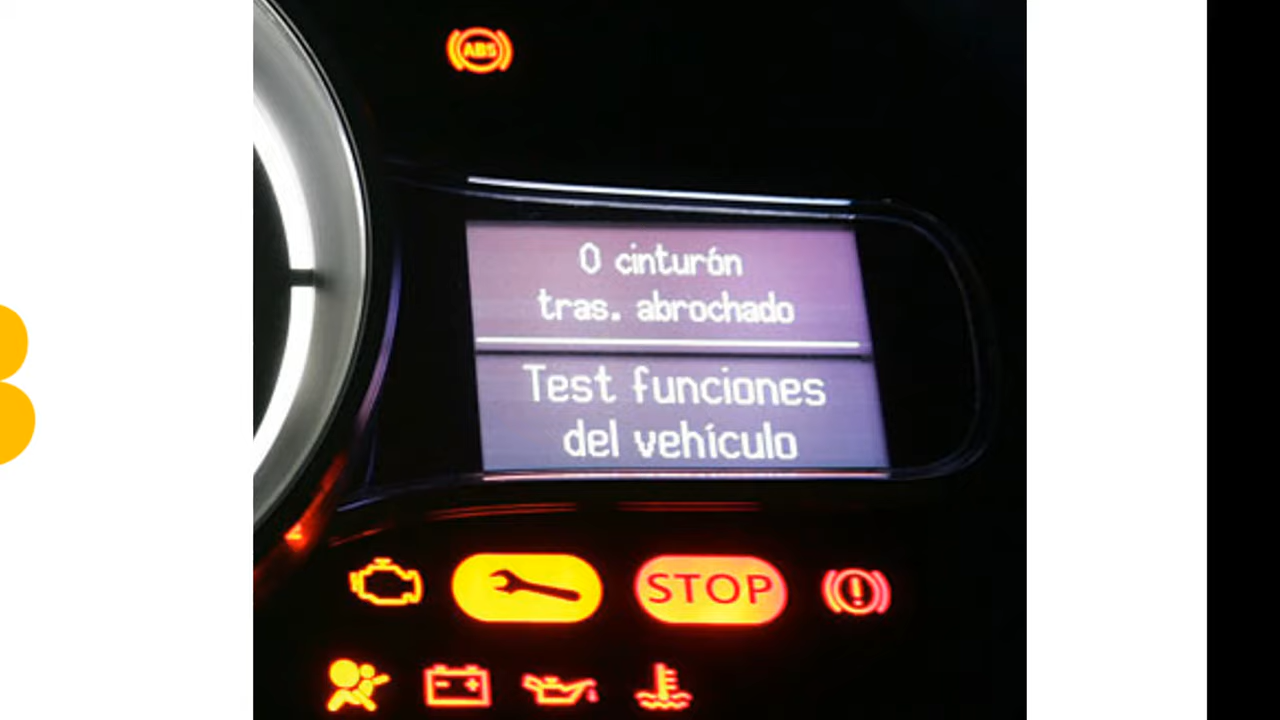 ABS
0 cinturón
tras. abrochado
Test funciones
del vehículo
STOP